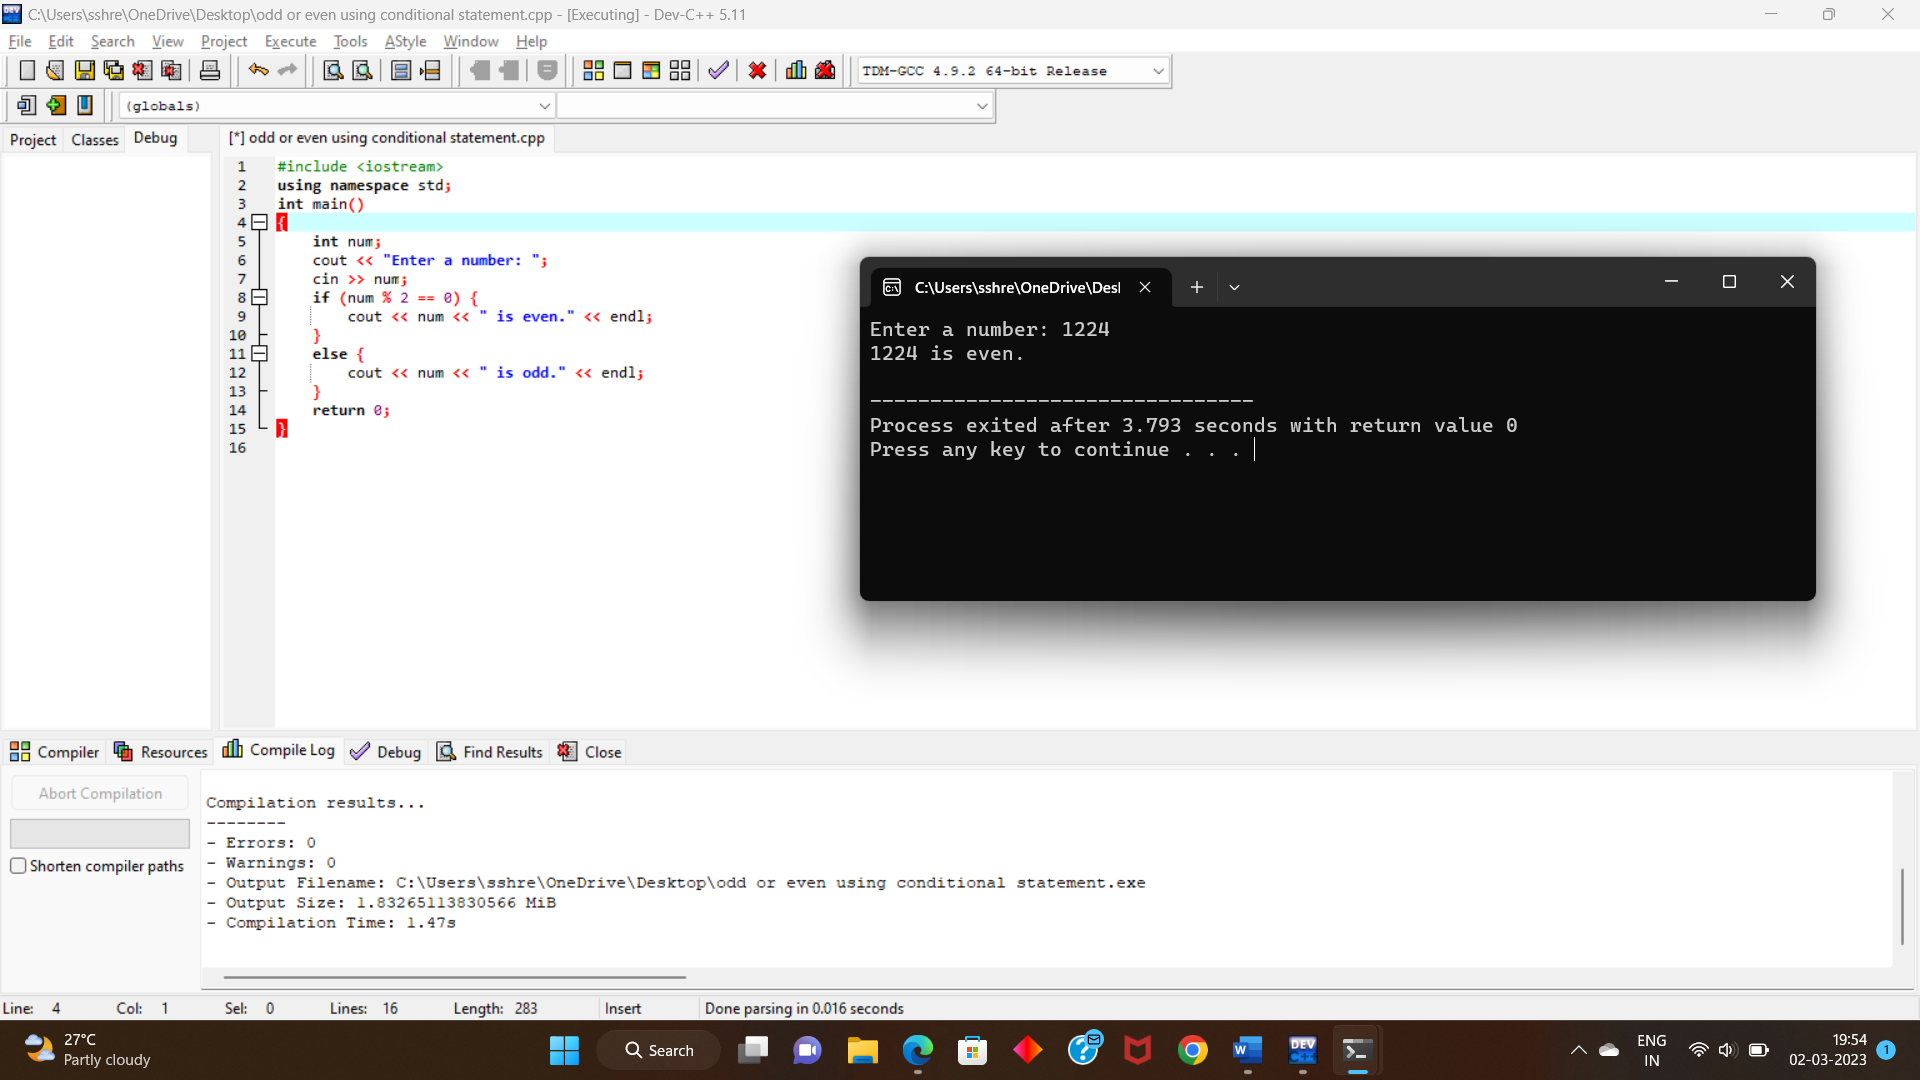 C:\Users\sshre\OneDrive\Desktop\odd or even using conditional statement.cpp - [Executing] - Dev-C++ 5.11
File Edit Search View Project Execute Tools AStyle Window Help
TDM-GCC 4.9.2 64-bit Release
(globals)
Project Classes Debug [*] odd or even using conditional statement.cpp
1 #include <iostream>
2 using namespace std;
3 int main()
4 {
5 int num;
6 cout << "Enter a number: ";
7 cin >> num;
8 if (num % 2 == 0) {
9 cout << num << " is even." << endl;
10 }
11 else {
12 cout << num << " is odd." << endl;
13 }
14 return 0;
15 }
16
C:\Users\sshre\OneDrive\Desl
Enter a number: 1224
1224 is even.
--------------------------------
Process exited after 3.793 seconds with return value 0
Press any key to continue . . .
Compiler Resources Compile Log Debug Find Results Close
Abort Compilation
Shorten compiler paths
Compilation results...
--------
- Errors: 0
- Warnings: 0
- Output Filename: C:\Users\sshre\OneDrive\Desktop\odd or even using conditional statement.exe
- Output Size: 1.83265113830566 MiB
- Compilation Time: 1.47s
Line: 4 Col: 1 Sel: 0 Lines: 16 Length: 283 Insert Done parsing in 0.016 seconds
27°C
Partly cloudy
Search
DEV
C++
ENG
IN
19:54
02-03-2023
1